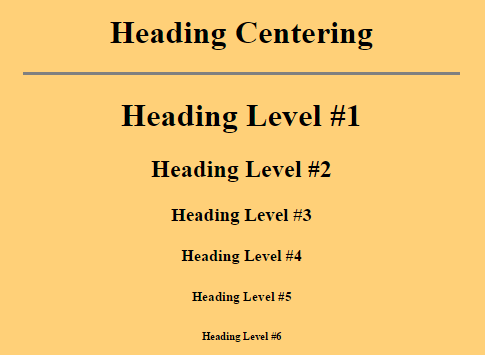 Heading Centering
Heading Level #1
Heading Level #2
Heading Level #3
Heading Level #4
Heading Level #5
Heading Level #6